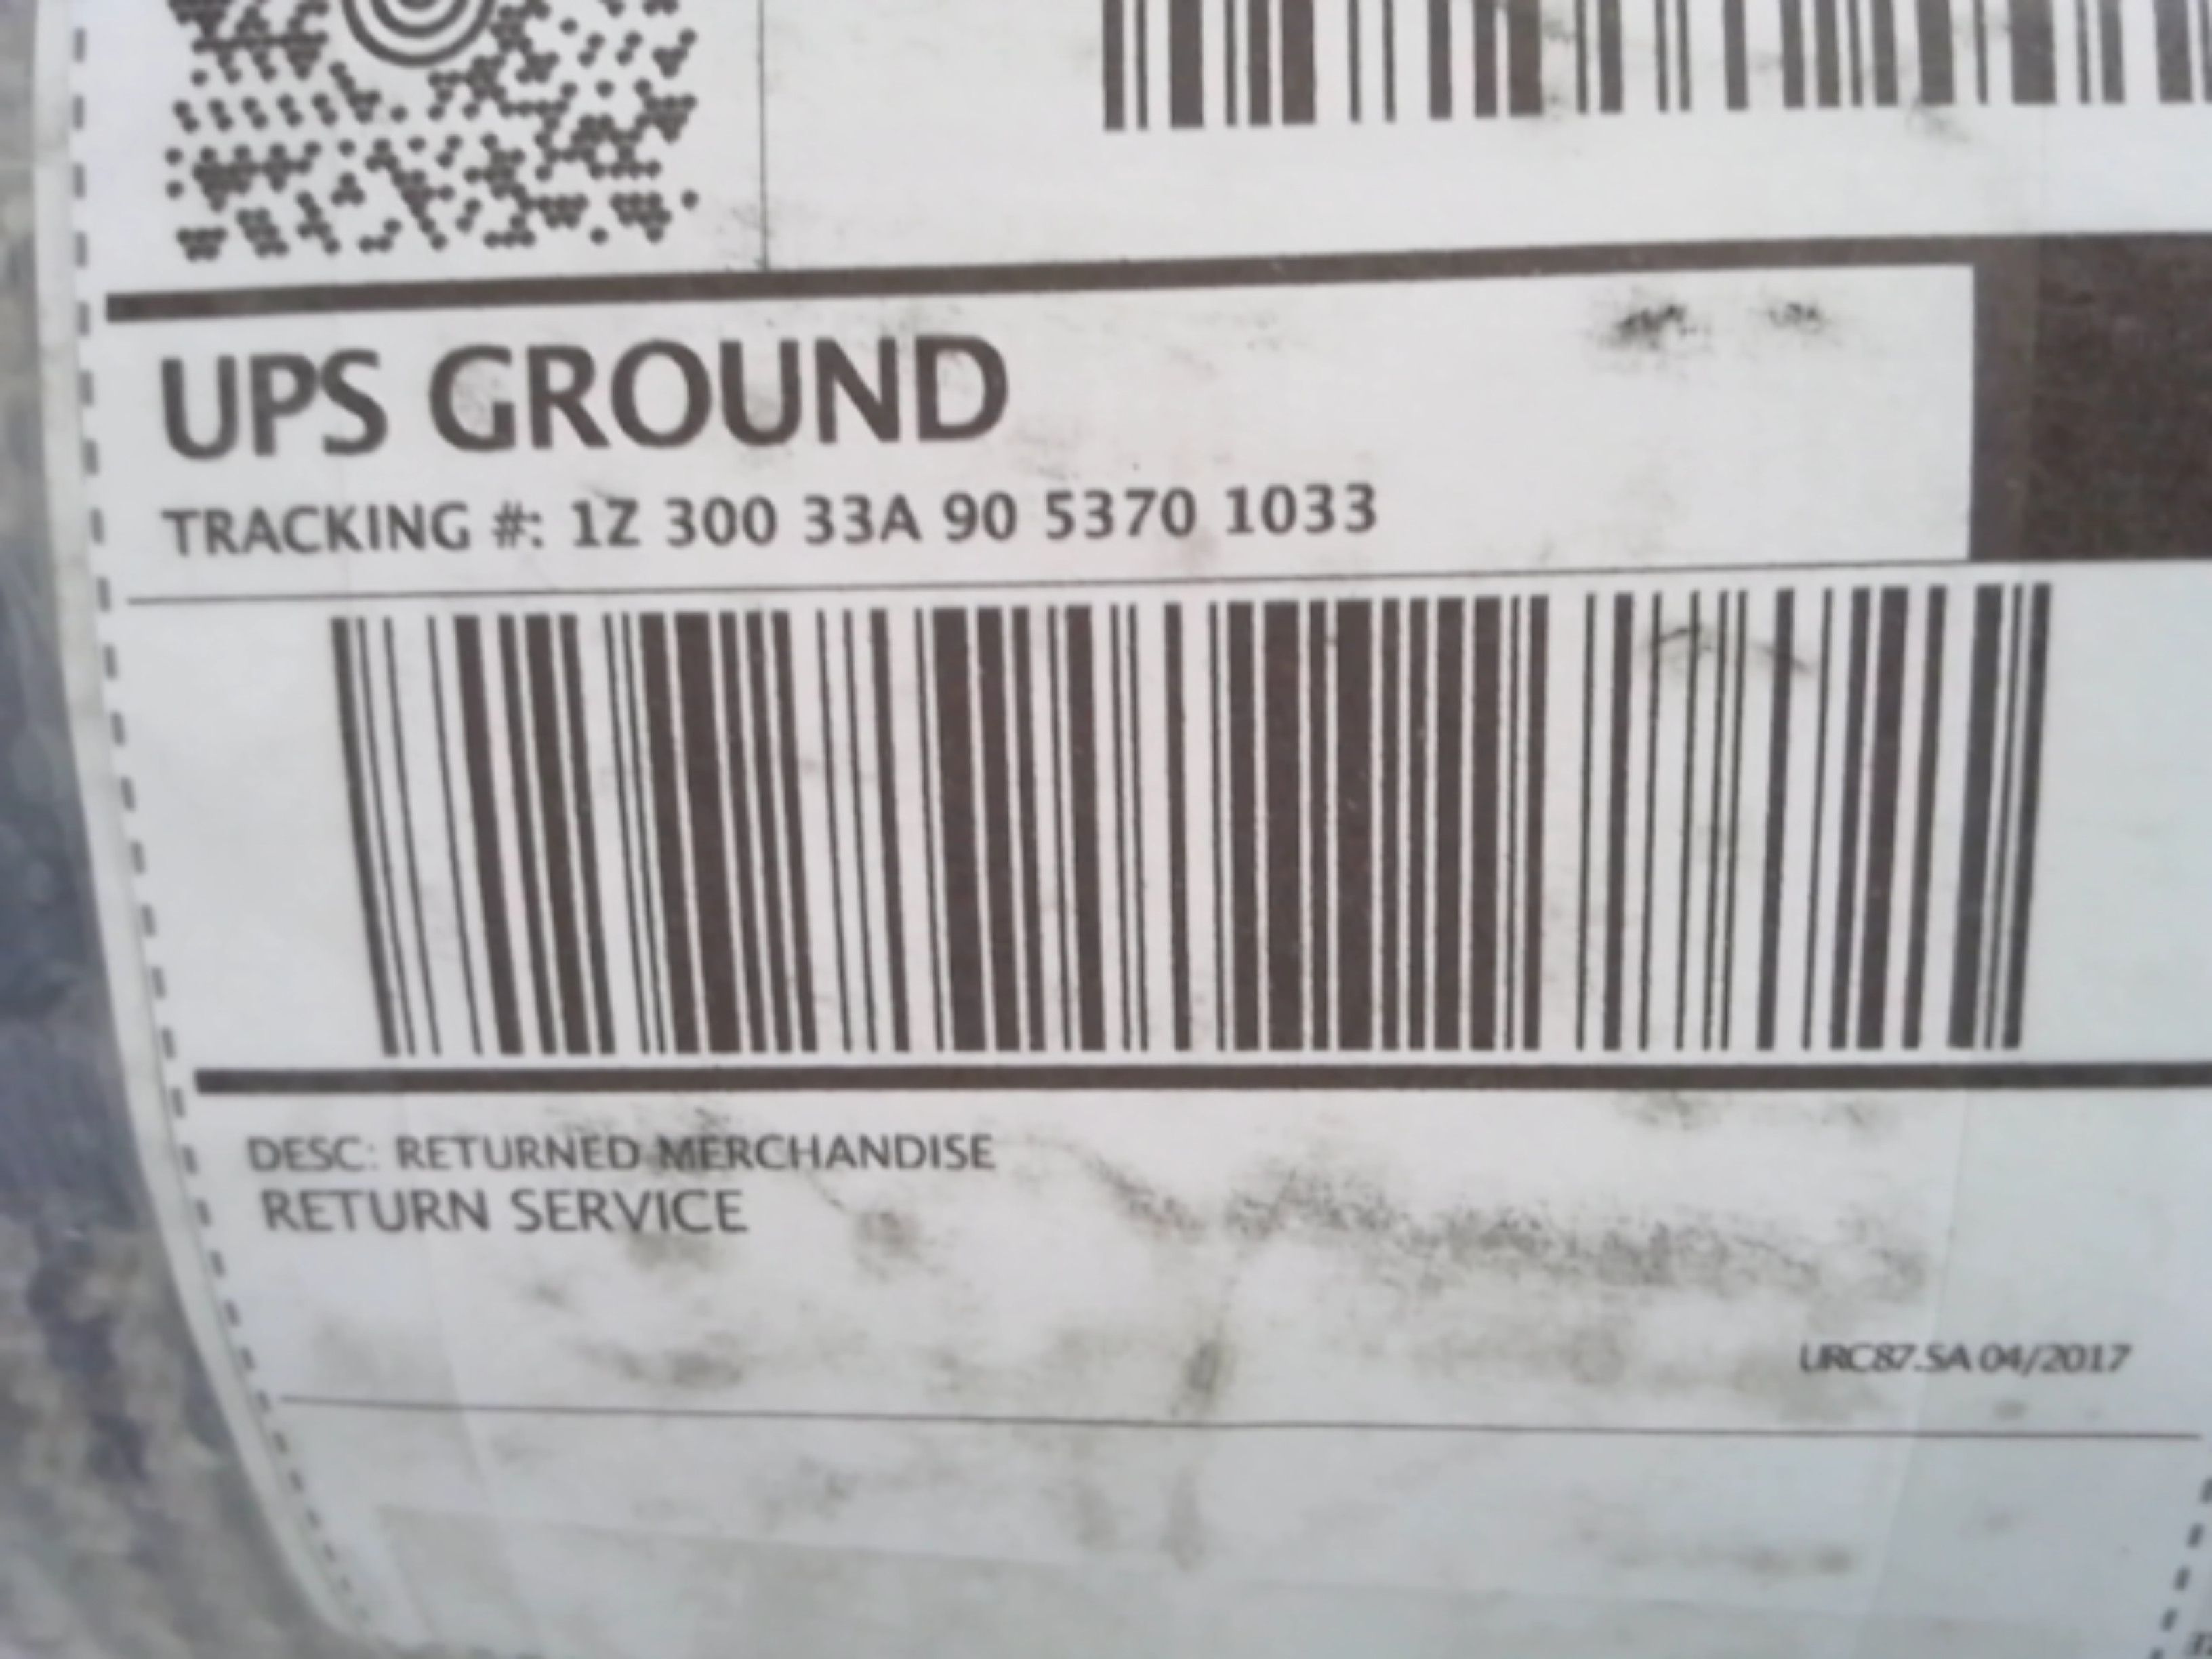 UPS GROUND
TRACKING #: 1Z 300 33A 90 5370 1033
DESC: RETURNED MERCHANDISE
RETURN SERVICE
URC87.SA 04/2017